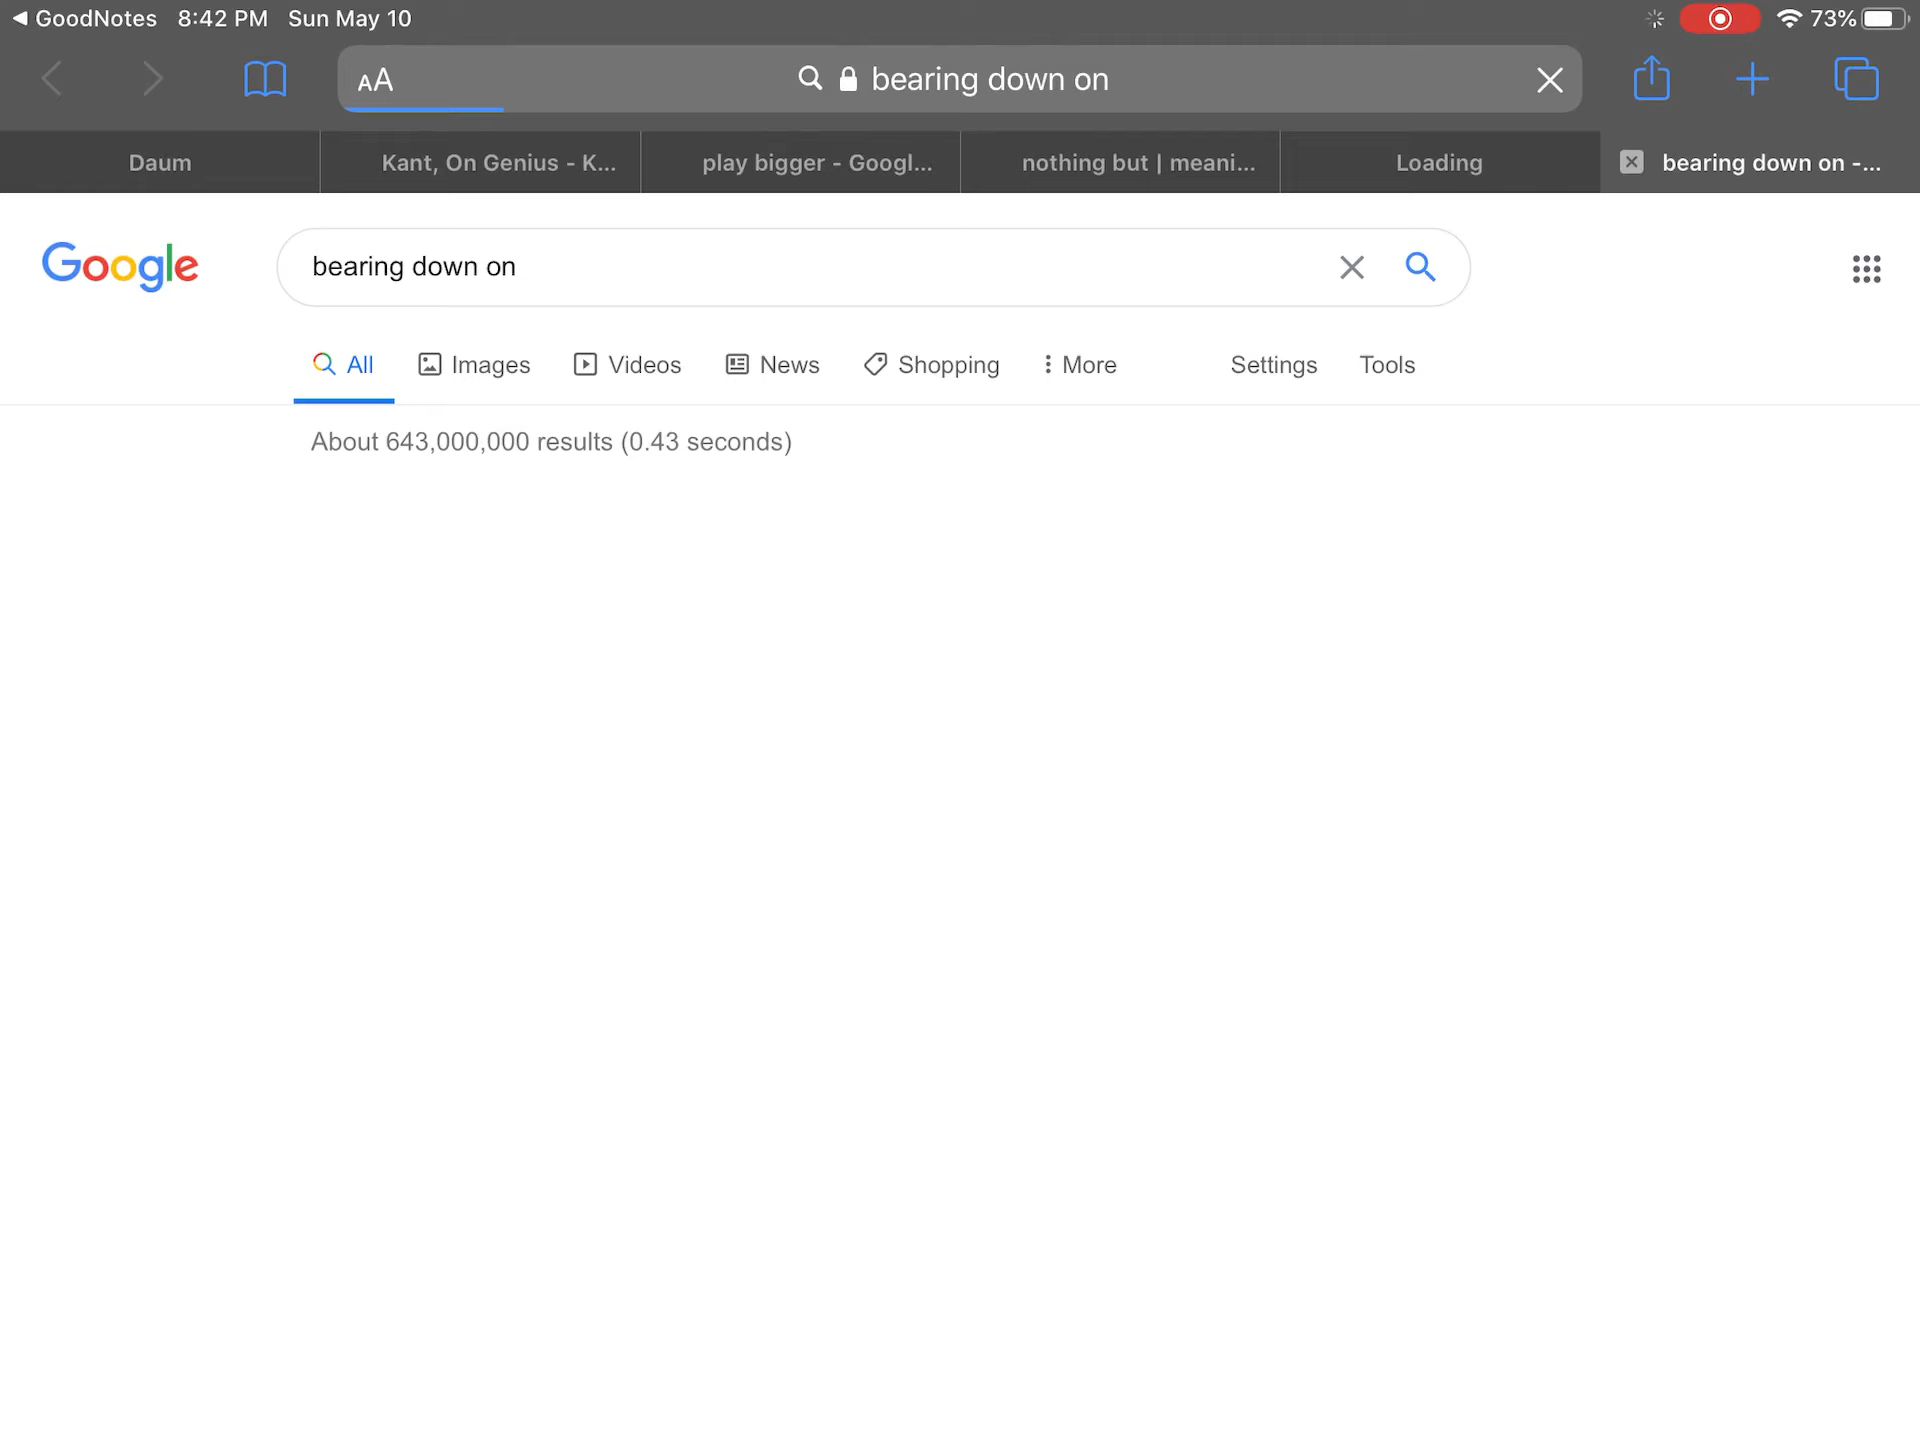 GoodNotes 8:42 PM Sun May 10 73%
AA bearing down on
Daum Kant, On Genius - K... play bigger - Googl... nothing but | meani... Loading bearing down on -...
Google bearing down on
All Images Videos News Shopping More Settings Tools
About 643,000,000 results (0.43 seconds)